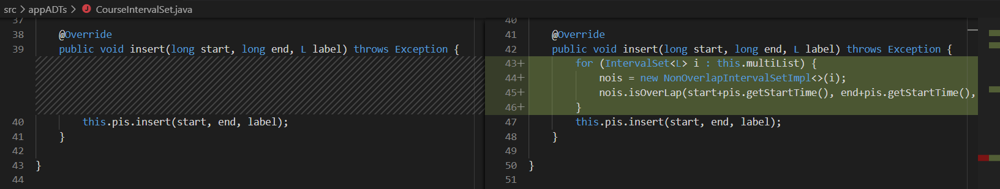 src > appADTs > J CourseIntervalSet.java
37
38 @Override
39 public void insert(long start, long end, L label) throws Exception {
40 this.pis.insert(start, end, label);
41 }
42
43 }
44
40
41 @Override
42 public void insert(long start, long end, L label) throws Exception {
43+ for (IntervalSet<L> i : this.multiList) {
44+ nois = new NonOverlapIntervalSetImpl<>(i);
45+ nois.isOverLap(start+pis.getStartTime(), end+pis.getStartTime(),
46+ }
47 this.pis.insert(start, end, label);
48 }
49
50 }
51